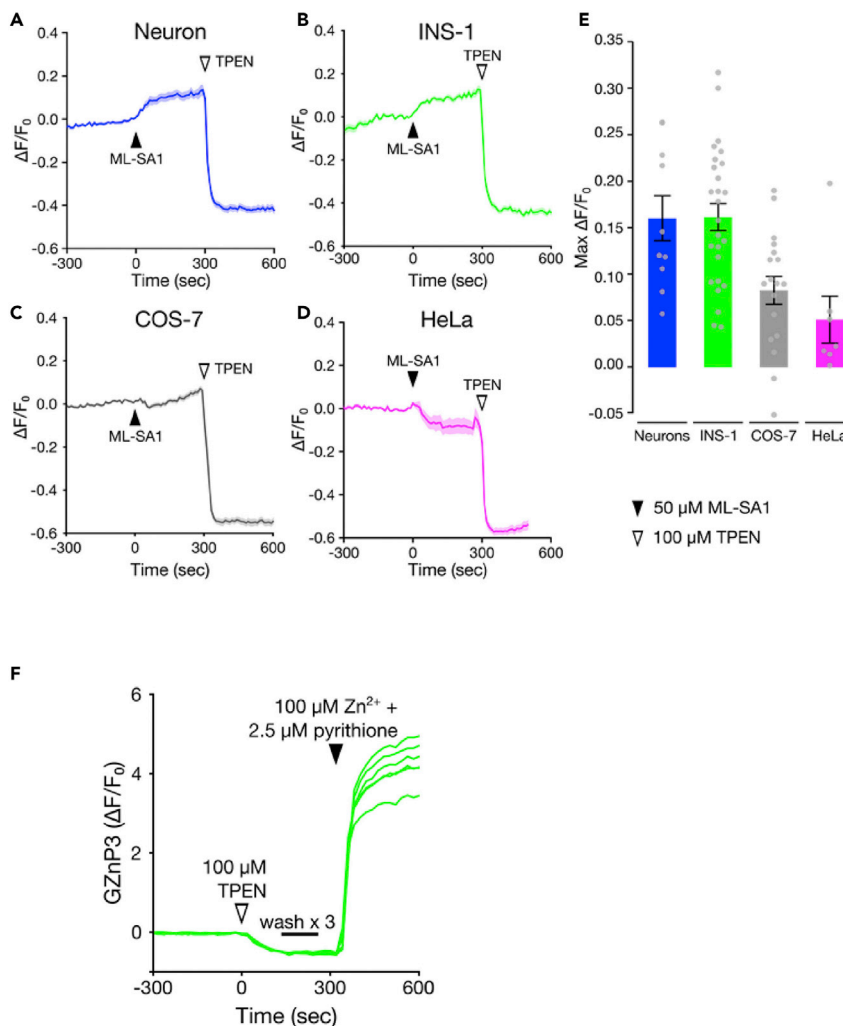 A
Neuron
TPEN
ML-SA1
ΔF/F0
0.4
0.2
0.0
-0.2
-0.4
-0.6
-300
0
300
600
Time (sec)
B
INS-1
TPEN
ML-SA1
ΔF/F0
0.4
0.2
0.0
-0.2
-0.4
-0.6
-300
0
300
600
Time (sec)
C
COS-7
TPEN
ML-SA1
ΔF/F0
0.4
0.2
0.0
-0.2
-0.4
-0.6
-300
0
300
600
Time (sec)
D
HeLa
ML-SA1
TPEN
ΔF/F0
0.4
0.2
0.0
-0.2
-0.4
-0.6
-300
0
300
600
Time (sec)
E
Max ΔF/F0
0.35
0.30
0.25
0.20
0.15
0.10
0.05
0.00
-0.05
Neurons INS-1 COS-7 HeLa
50 µM ML-SA1
100 µM TPEN
F
GZnP3 (ΔF/F0)
6
4
2
0
100 µM Zn2+ +
2.5 µM pyrithione
100 µM
TPEN
wash x 3
-300
0
300
600
Time (sec)